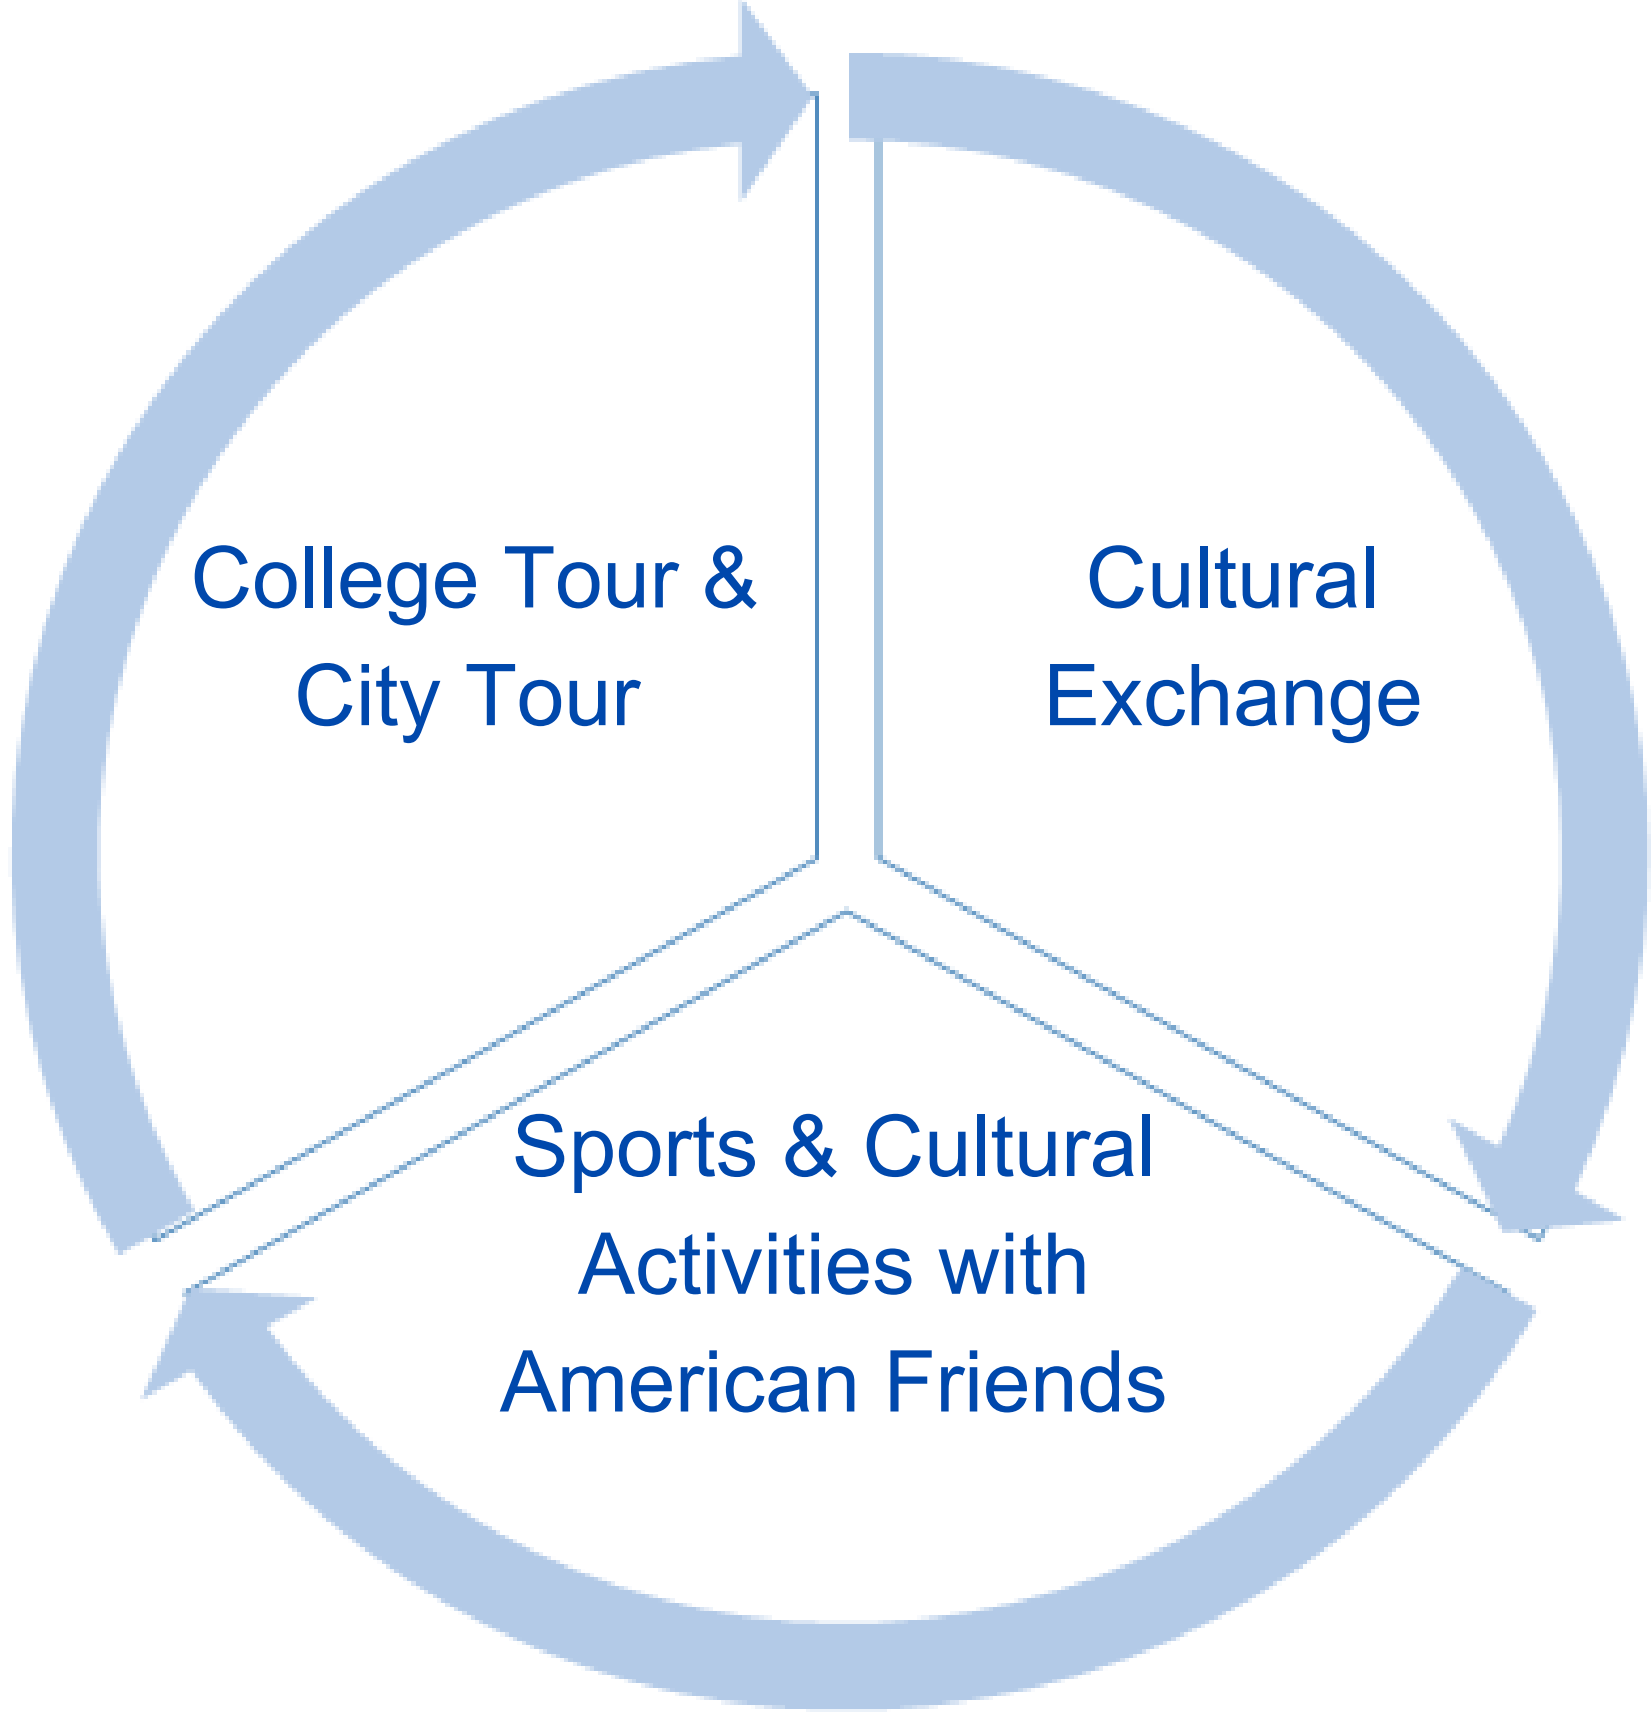 College Tour &
City Tour
Cultural
Exchange
Sports & Cultural
Activities with
American Friends